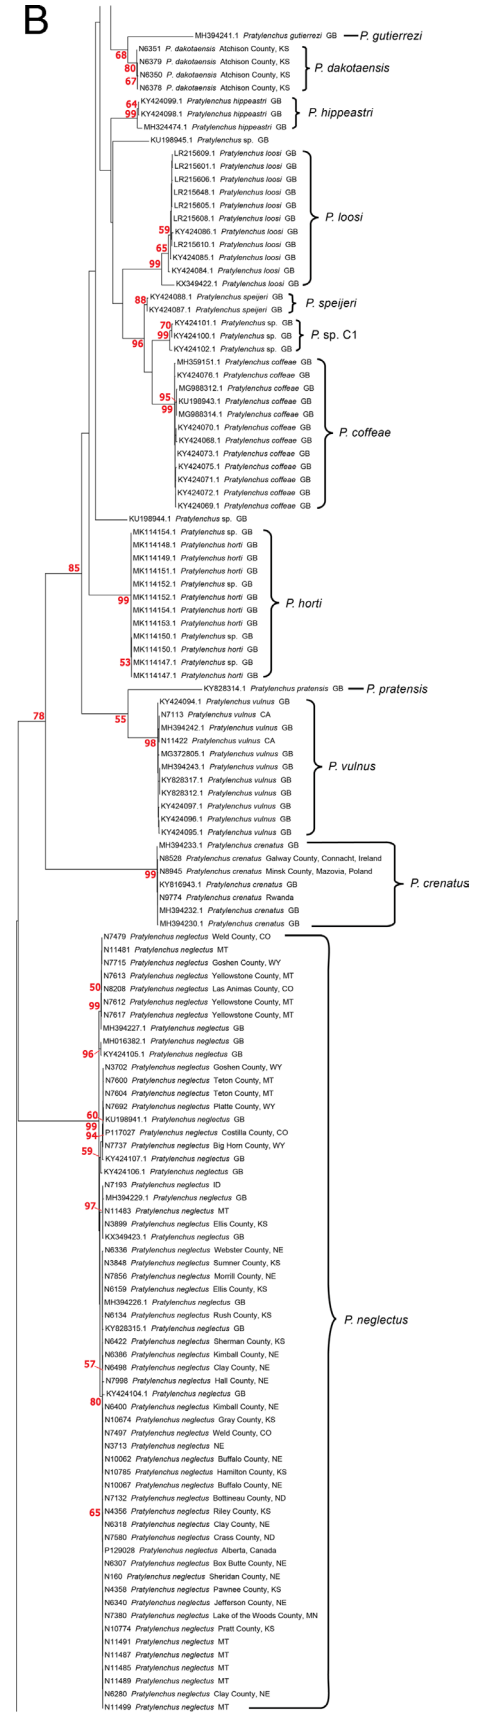 B
MH394241.1 Pratylenchus gutierrezi GB
P. gutierrezi
N6351 P. dakotaensis Atchison County, KS
68
N6379 P. dakotaensis Atchison County, KS
80
P. dakotaensis
N6350 P. dakotaensis Atchison County, KS
67
N6378 P. dakotaensis Atchison County, KS
64
KY424099.1 Pratylenchus hippeastri GB
99
KY424098.1 Pratylenchus hippeastri GB
P. hippeastri
MH324474.1 Pratylenchus hippeastri GB
KU198945.1 Pratylenchus sp. GB
LR215609.1 Pratylenchus loosi GB
LR215601.1 Pratylenchus loosi GB
LR215606.1 Pratylenchus loosi GB
LR215648.1 Pratylenchus loosi GB
LR215605.1 Pratylenchus loosi GB
LR215608.1 Pratylenchus loosi GB
P. loosi
59
KY424086.1 Pratylenchus loosi GB
LR215610.1 Pratylenchus loosi GB
65
KY424085.1 Pratylenchus loosi GB
99
KY424084.1 Pratylenchus loosi GB
KX349422.1 Pratylenchus loosi GB
88
KY424088.1 Pratylenchus speijeri GB
P. speijeri
KY424087.1 Pratylenchus speijeri GB
70
KY424101.1 Pratylenchus sp. GB
99
KY424100.1 Pratylenchus sp. GB
P. sp. C1
96
KY424102.1 Pratylenchus sp. GB
MH359151.1 Pratylenchus coffeae GB
KY424076.1 Pratylenchus coffeae GB
MG988312.1 Pratylenchus coffeae GB
95
KU198943.1 Pratylenchus coffeae GB
99
MG988314.1 Pratylenchus coffeae GB
KY424070.1 Pratylenchus coffeae GB
P. coffeae
KY424068.1 Pratylenchus coffeae GB
KY424073.1 Pratylenchus coffeae GB
KY424075.1 Pratylenchus coffeae GB
KY424071.1 Pratylenchus coffeae GB
KY424072.1 Pratylenchus coffeae GB
KY424069.1 Pratylenchus coffeae GB
KU198944.1 Pratylenchus sp. GB
MK114154.1 Pratylenchus sp. GB
MK114148.1 Pratylenchus horti GB
MK114149.1 Pratylenchus horti GB
85
MK114151.1 Pratylenchus horti GB
MK114152.1 Pratylenchus sp. GB
99
MK114152.1 Pratylenchus horti GB
P. horti
MK114154.1 Pratylenchus horti GB
MK114153.1 Pratylenchus horti GB
MK114150.1 Pratylenchus sp. GB
MK114150.1 Pratylenchus horti GB
53
MK114147.1 Pratylenchus sp. GB
MK114147.1 Pratylenchus horti GB
KY828314.1 Pratylenchus pratensis GB
P. pratensis
KY424094.1 Pratylenchus vulnus GB
78
55
N7113 Pratylenchus vulnus CA
MH394242.1 Pratylenchus vulnus GB
98
N11422 Pratylenchus vulnus CA
MG372805.1 Pratylenchus vulnus GB
MH394243.1 Pratylenchus vulnus GB
P. vulnus
KY828317.1 Pratylenchus vulnus GB
KY828312.1 Pratylenchus vulnus GB
KY424097.1 Pratylenchus vulnus GB
KY424096.1 Pratylenchus vulnus GB
KY424095.1 Pratylenchus vulnus GB
MH394233.1 Pratylenchus crenatus GB
N8528 Pratylenchus crenatus Galway County, Connacht, Ireland
99
N8945 Pratylenchus crenatus Minsk County, Mazovia, Poland
KY816943.1 Pratylenchus crenatus GB
P. crenatus
N9774 Pratylenchus crenatus Rwanda
MH394232.1 Pratylenchus crenatus GB
MH394230.1 Pratylenchus crenatus GB
N7479 Pratylenchus neglectus Weld County, CO
N11481 Pratylenchus neglectus MT
N7715 Pratylenchus neglectus Goshen County, WY
N7613 Pratylenchus neglectus Yellowstone County, MT
50
N8208 Pratylenchus neglectus Las Animas County, CO
99
N7612 Pratylenchus neglectus Yellowstone County, MT
N7617 Pratylenchus neglectus Yellowstone County, MT
MH394227.1 Pratylenchus neglectus GB
MH016382.1 Pratylenchus neglectus GB
96
KY424105.1 Pratylenchus neglectus GB
N3702 Pratylenchus neglectus Goshen County, WY
N7600 Pratylenchus neglectus Teton County, MT
N7604 Pratylenchus neglectus Teton County, MT
N7692 Pratylenchus neglectus Platte County, WY
60
KU198941.1 Pratylenchus neglectus GB
99
P117027 Pratylenchus neglectus Costilla County, CO
94
N7737 Pratylenchus neglectus Big Horn County, WY
59
KY424107.1 Pratylenchus neglectus GB
KY424106.1 Pratylenchus neglectus GB
N7193 Pratylenchus neglectus ID
MH394229.1 Pratylenchus neglectus GB
97
N11483 Pratylenchus neglectus MT
N3899 Pratylenchus neglectus Ellis County, KS
KX349423.1 Pratylenchus neglectus GB
N6336 Pratylenchus neglectus Webster County, NE
N3848 Pratylenchus neglectus Sumner County, KS
N7856 Pratylenchus neglectus Morrill County, NE
N6159 Pratylenchus neglectus Ellis County, KS
MH394226.1 Pratylenchus neglectus GB
N6134 Pratylenchus neglectus Rush County, KS
P. neglectus
KY828315.1 Pratylenchus neglectus GB
N6422 Pratylenchus neglectus Sherman County, KS
N6386 Pratylenchus neglectus Kimball County, NE
57
N6498 Pratylenchus neglectus Clay County, NE
N7998 Pratylenchus neglectus Hall County, NE
KY424104.1 Pratylenchus neglectus GB
80
N6400 Pratylenchus neglectus Kimball County, NE
N10674 Pratylenchus neglectus Gray County, KS
N7497 Pratylenchus neglectus Weld County, CO
N3713 Pratylenchus neglectus NE
N10062 Pratylenchus neglectus Buffalo County, NE
N10785 Pratylenchus neglectus Hamilton County, KS
N10067 Pratylenchus neglectus Buffalo County, NE
N7132 Pratylenchus neglectus Bottineau County, ND
65
N4356 Pratylenchus neglectus Riley County, KS
N6318 Pratylenchus neglectus Clay County, NE
N7580 Pratylenchus neglectus Crass County, ND
P129028 Pratylenchus neglectus Alberta, Canada
N6307 Pratylenchus neglectus Box Butte County, NE
N160 Pratylenchus neglectus Sheridan County, NE
N4358 Pratylenchus neglectus Pawnee County, KS
N6340 Pratylenchus neglectus Jefferson County, NE
N7380 Pratylenchus neglectus Lake of the Woods County, MN
N10774 Pratylenchus neglectus Pratt County, KS
N11491 Pratylenchus neglectus MT
N11487 Pratylenchus neglectus MT
N11485 Pratylenchus neglectus MT
N11489 Pratylenchus neglectus MT
N6280 Pratylenchus neglectus Clay County, NE
N11499 Pratylenchus neglectus MT